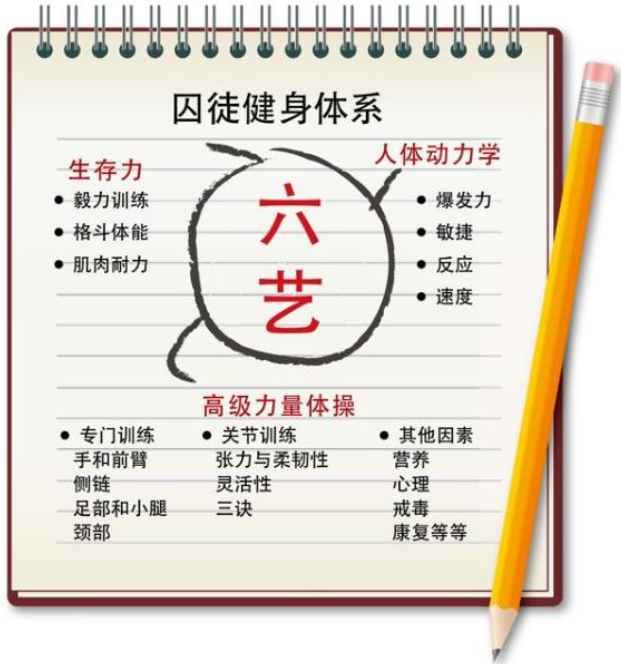 囚徒健身体系
六艺
生存力
• 毅力训练
• 格斗体能
• 肌肉耐力
人体动力学
• 爆发力
• 敏捷
• 反应
• 速度
高级力量体操
• 专门训练
手和前臂
侧链
足部和小腿
颈部
• 关节训练
张力与柔韧性
灵活性
三诀
• 其他因素
营养
心理
戒毒
康复等等